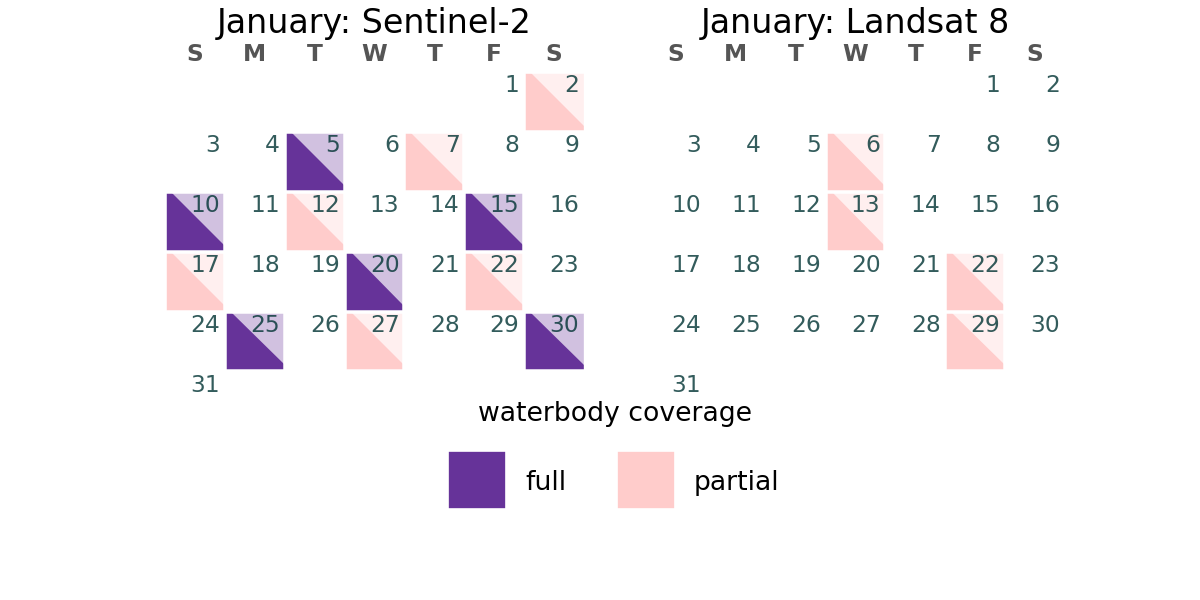 January: Sentinel-2
S M T W T F S
1 2
3 4 5 6 7 8 9
10 11 12 13 14 15 16
17 18 19 20 21 22 23
24 25 26 27 28 29 30
31
January: Landsat 8
S M T W T F S
1 2
3 4 5 6 7 8 9
10 11 12 13 14 15 16
17 18 19 20 21 22 23
24 25 26 27 28 29 30
31
waterbody coverage
full
partial